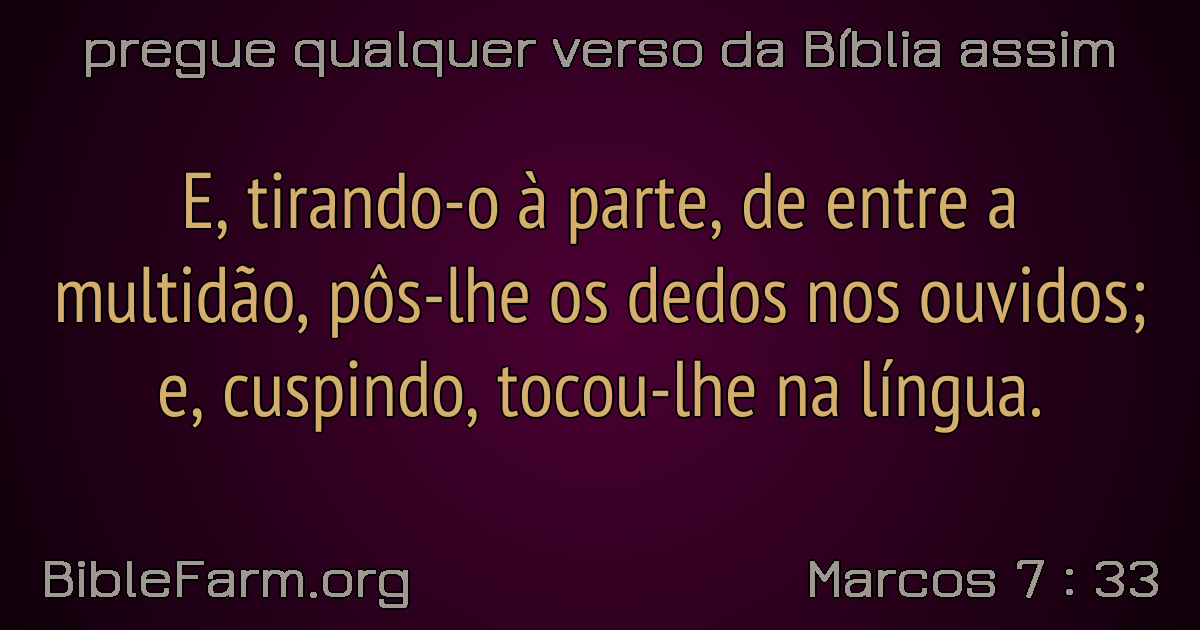 pregue qualquer verso da Bíblia assim
E, tirando-o à parte, de entre a
multidão, pôs-lhe os dedos nos ouvidos;
e, cuspindo, tocou-lhe na língua.
BibleFarm.org
Marcos 7 : 33